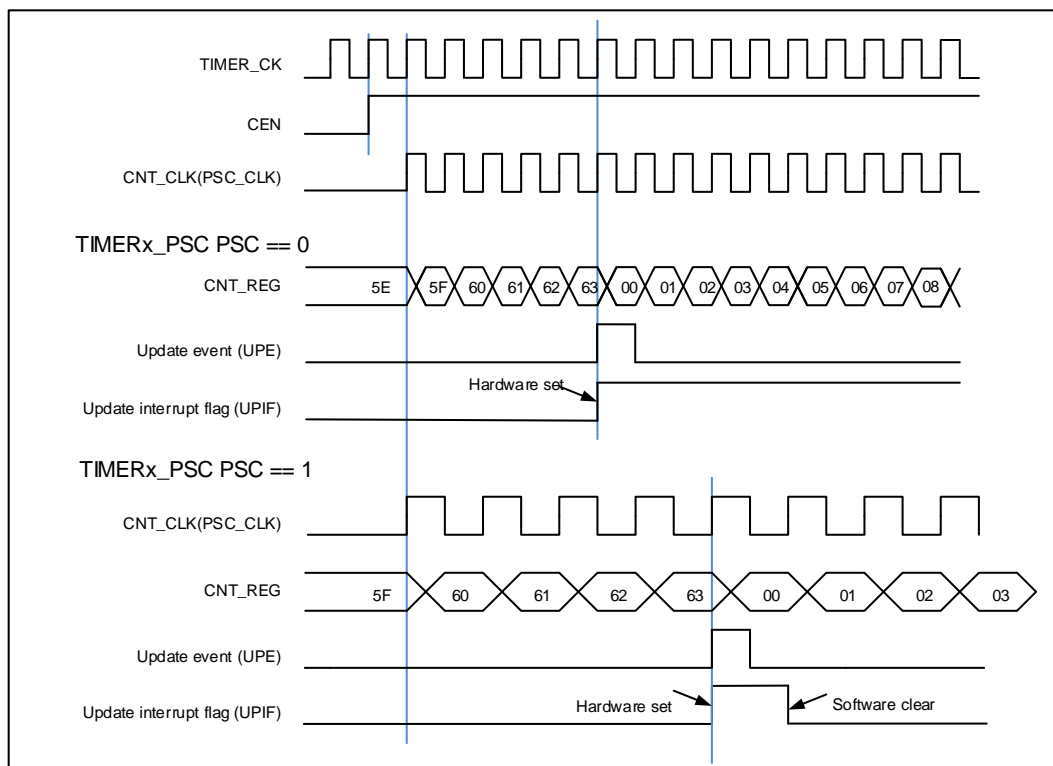 TIMER_CK
CEN
CNT_CLK(PSC_CLK)
TIMERx_PSC PSC == 0
CNT_REG 5E 5F 60 61 62 63 00 01 02 03 04 05 06 07 08
Update event (UPE)
Hardware set
Update interrupt flag (UPIF)
TIMERx_PSC PSC == 1
CNT_CLK(PSC_CLK)
CNT_REG 5F 60 61 62 63 00 01 02 03
Update event (UPE)
Update interrupt flag (UPIF) Hardware set Software clear